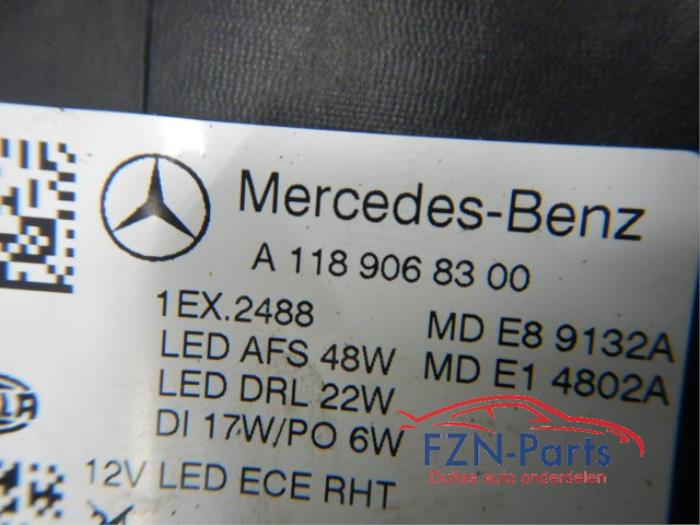 Mercedes-Benz
A 118 906 83 00
1EX.2488
MD E8 9132A
LED AFS 48W
MD E1 4802A
LED DRL 22W
DI 17W/PO 6W
12V LED ECE RHT
FZN-Parts
Duitse auto onderdelen